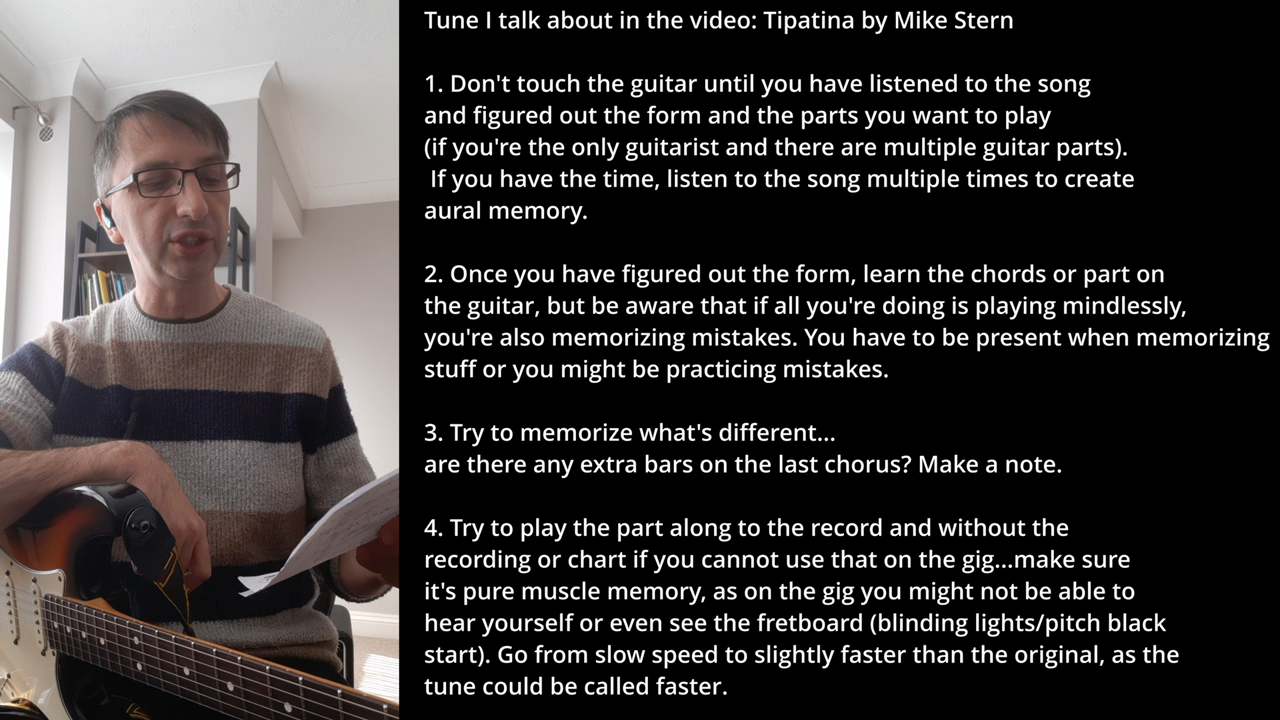 Tune I talk about in the video: Tipatina by Mike Stern
1. Don't touch the guitar until you have listened to the song
and figured out the form and the parts you want to play
(if you're the only guitarist and there are multiple guitar parts).
If you have the time, listen to the song multiple times to create
aural memory.
2. Once you have figured out the form, learn the chords or part on
the guitar, but be aware that if all you're doing is playing mindlessly,
you're also memorizing mistakes. You have to be present when memorizing
stuff or you might be practicing mistakes.
3. Try to memorize what's different...
are there any extra bars on the last chorus? Make a note.
4. Try to play the part along to the record and without the
recording or chart if you cannot use that on the gig...make sure
it's pure muscle memory, as on the gig you might not be able to
hear yourself or even see the fretboard (blinding lights/pitch black
start). Go from slow speed to slightly faster than the original, as the
tune could be called faster.